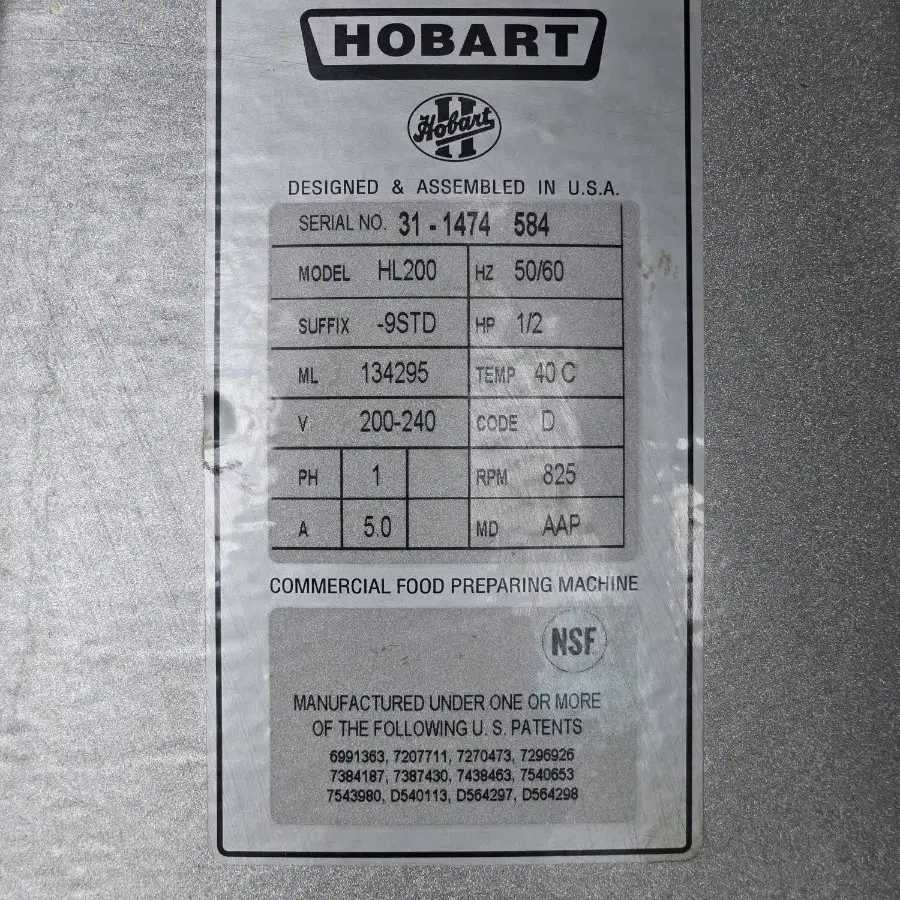 HOBART
Hobart
DESIGNED & ASSEMBLED IN U.S.A.
SERIAL NO. 31 - 1474 584
MODEL HL200 HZ 50/60
SUFFIX -9STD HP 1/2
ML 134295 TEMP 40 C
V 200-240 CODE D
PH 1 RPM 825
A 5.0 MD AAP
COMMERCIAL FOOD PREPARING MACHINE
NSF
MANUFACTURED UNDER ONE OR MORE
OF THE FOLLOWING U. S. PATENTS
6991363, 7207711, 7270473, 7296926
7384187, 7387430, 7438463, 7540653
7543980, D540113, D564297, D564298